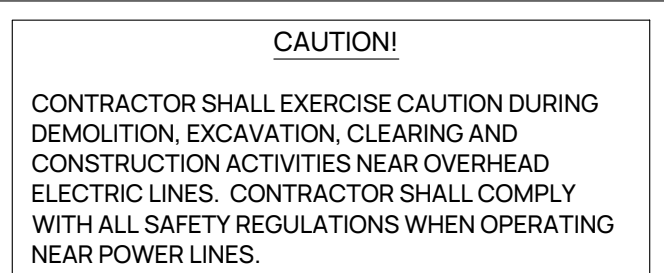 CAUTION!
CONTRACTOR SHALL EXERCISE CAUTION DURING
DEMOLITION, EXCAVATION, CLEARING AND
CONSTRUCTION ACTIVITIES NEAR OVERHEAD
ELECTRIC LINES.  CONTRACTOR SHALL COMPLY
WITH ALL SAFETY REGULATIONS WHEN OPERATING
NEAR POWER LINES.